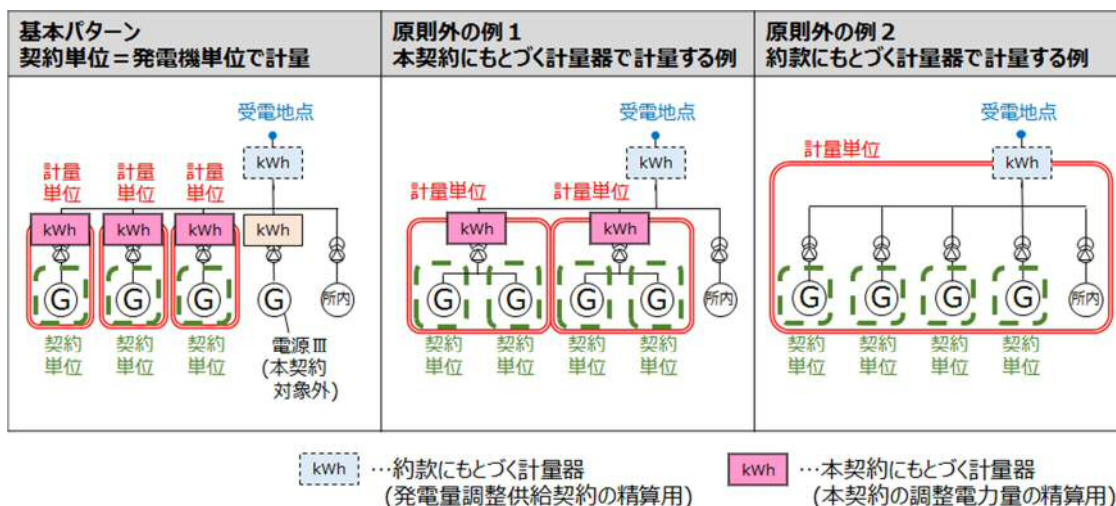 基本パターン
契約単位=発電機単位で計量
原則外の例1
本契約にもとづく計量器で計量する例
原則外の例2
約款にもとづく計量器で計量する例
受電地点
kWh
計量
単位
計量
単位
計量
単位
kWh
kWh
kWh
kWh
G
G
G
G
所内
契約
単位
契約
単位
契約
単位
電源Ⅲ
(本契約
対象外)
受電地点
kWh
計量単位
計量単位
kWh
kWh
G
G
G
G
所内
契約
単位
契約
単位
契約
単位
契約
単位
受電地点
計量単位
kWh
G
G
G
G
所内
契約
単位
契約
単位
契約
単位
契約
単位
kWh …約款にもとづく計量器
(発電量調整供給契約の精算用)
kWh …本契約にもとづく計量器
(本契約の調整電力量の精算用)